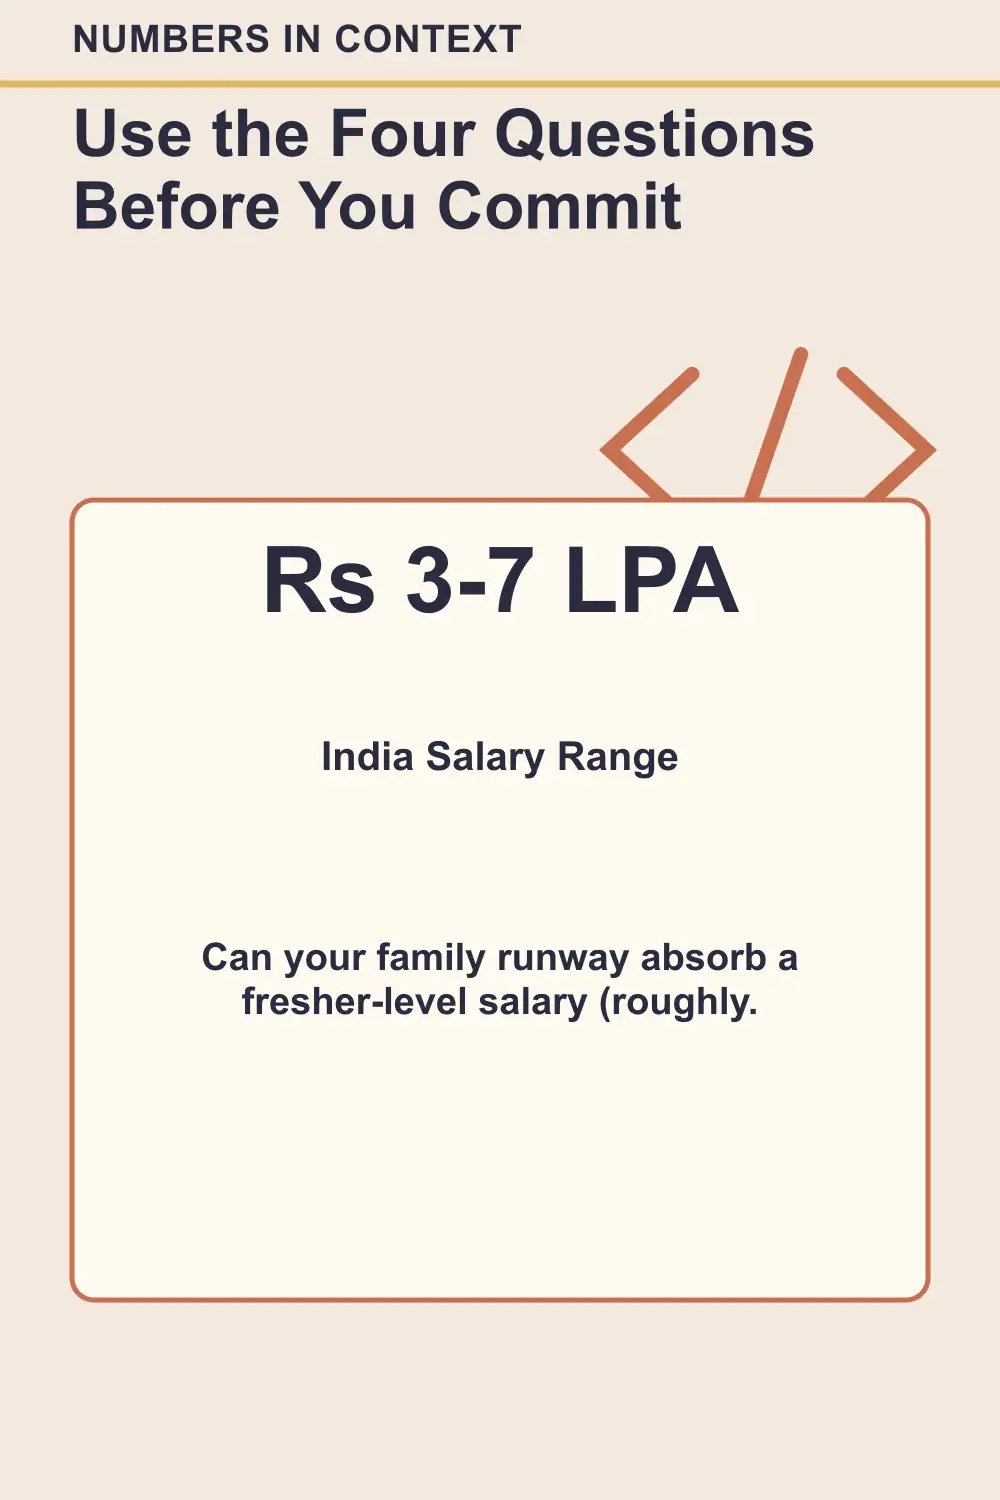 NUMBERS IN CONTEXT
Use the Four Questions
Before You Commit
Rs 3-7 LPA
India Salary Range
Can your family runway absorb a
fresher-level salary (roughly.